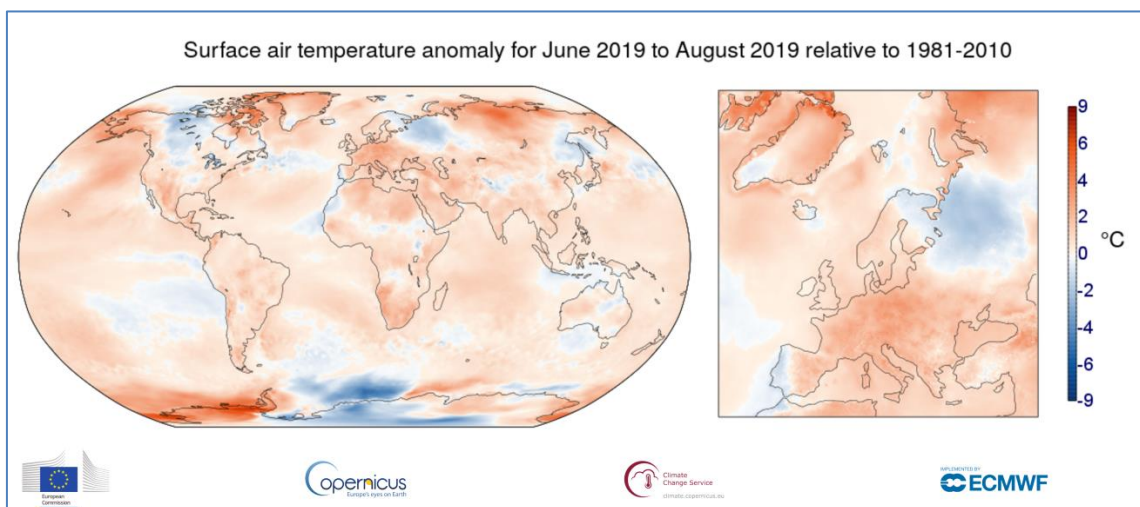 Surface air temperature anomaly for June 2019 to August 2019 relative to 1981-2010
9
6
4
2
0
-2
-4
-6
-9
°C
European
Commission
Copernicus
Europe's eyes on Earth
Climate
Change Service
climate.copernicus.eu
IMPLEMENTED BY
ECMWF